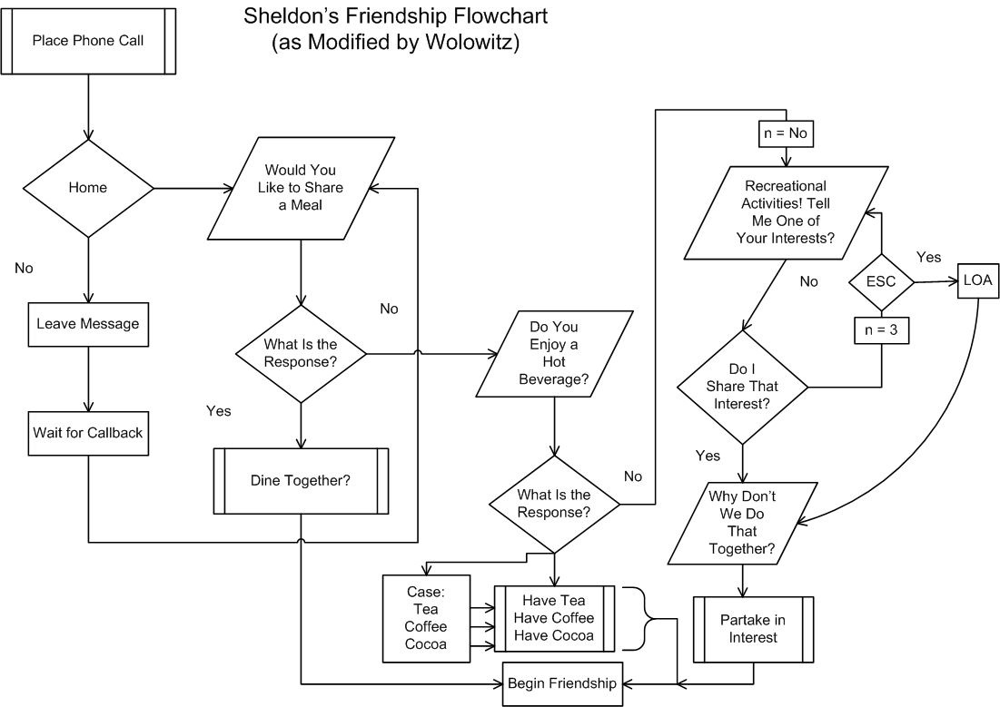 Sheldon's Friendship Flowchart
(as Modified by Wolowitz)
Place Phone Call
Home
No
Leave Message
Wait for Callback
Would You
Like to Share
a Meal
What Is the
Response?
No
Yes
Dine Together?
Do You
Enjoy a
Hot
Beverage?
What Is the
Response?
No
Case:
Tea
Coffee
Cocoa
Have Tea
Have Coffee
Have Cocoa
Begin Friendship
n = No
Recreational
Activities! Tell
Me One of
Your Interests?
No
ESC
Yes
LOA
n = 3
Do I
Share That
Interest?
Yes
Why Don't
We Do
That
Together?
Partake in
Interest